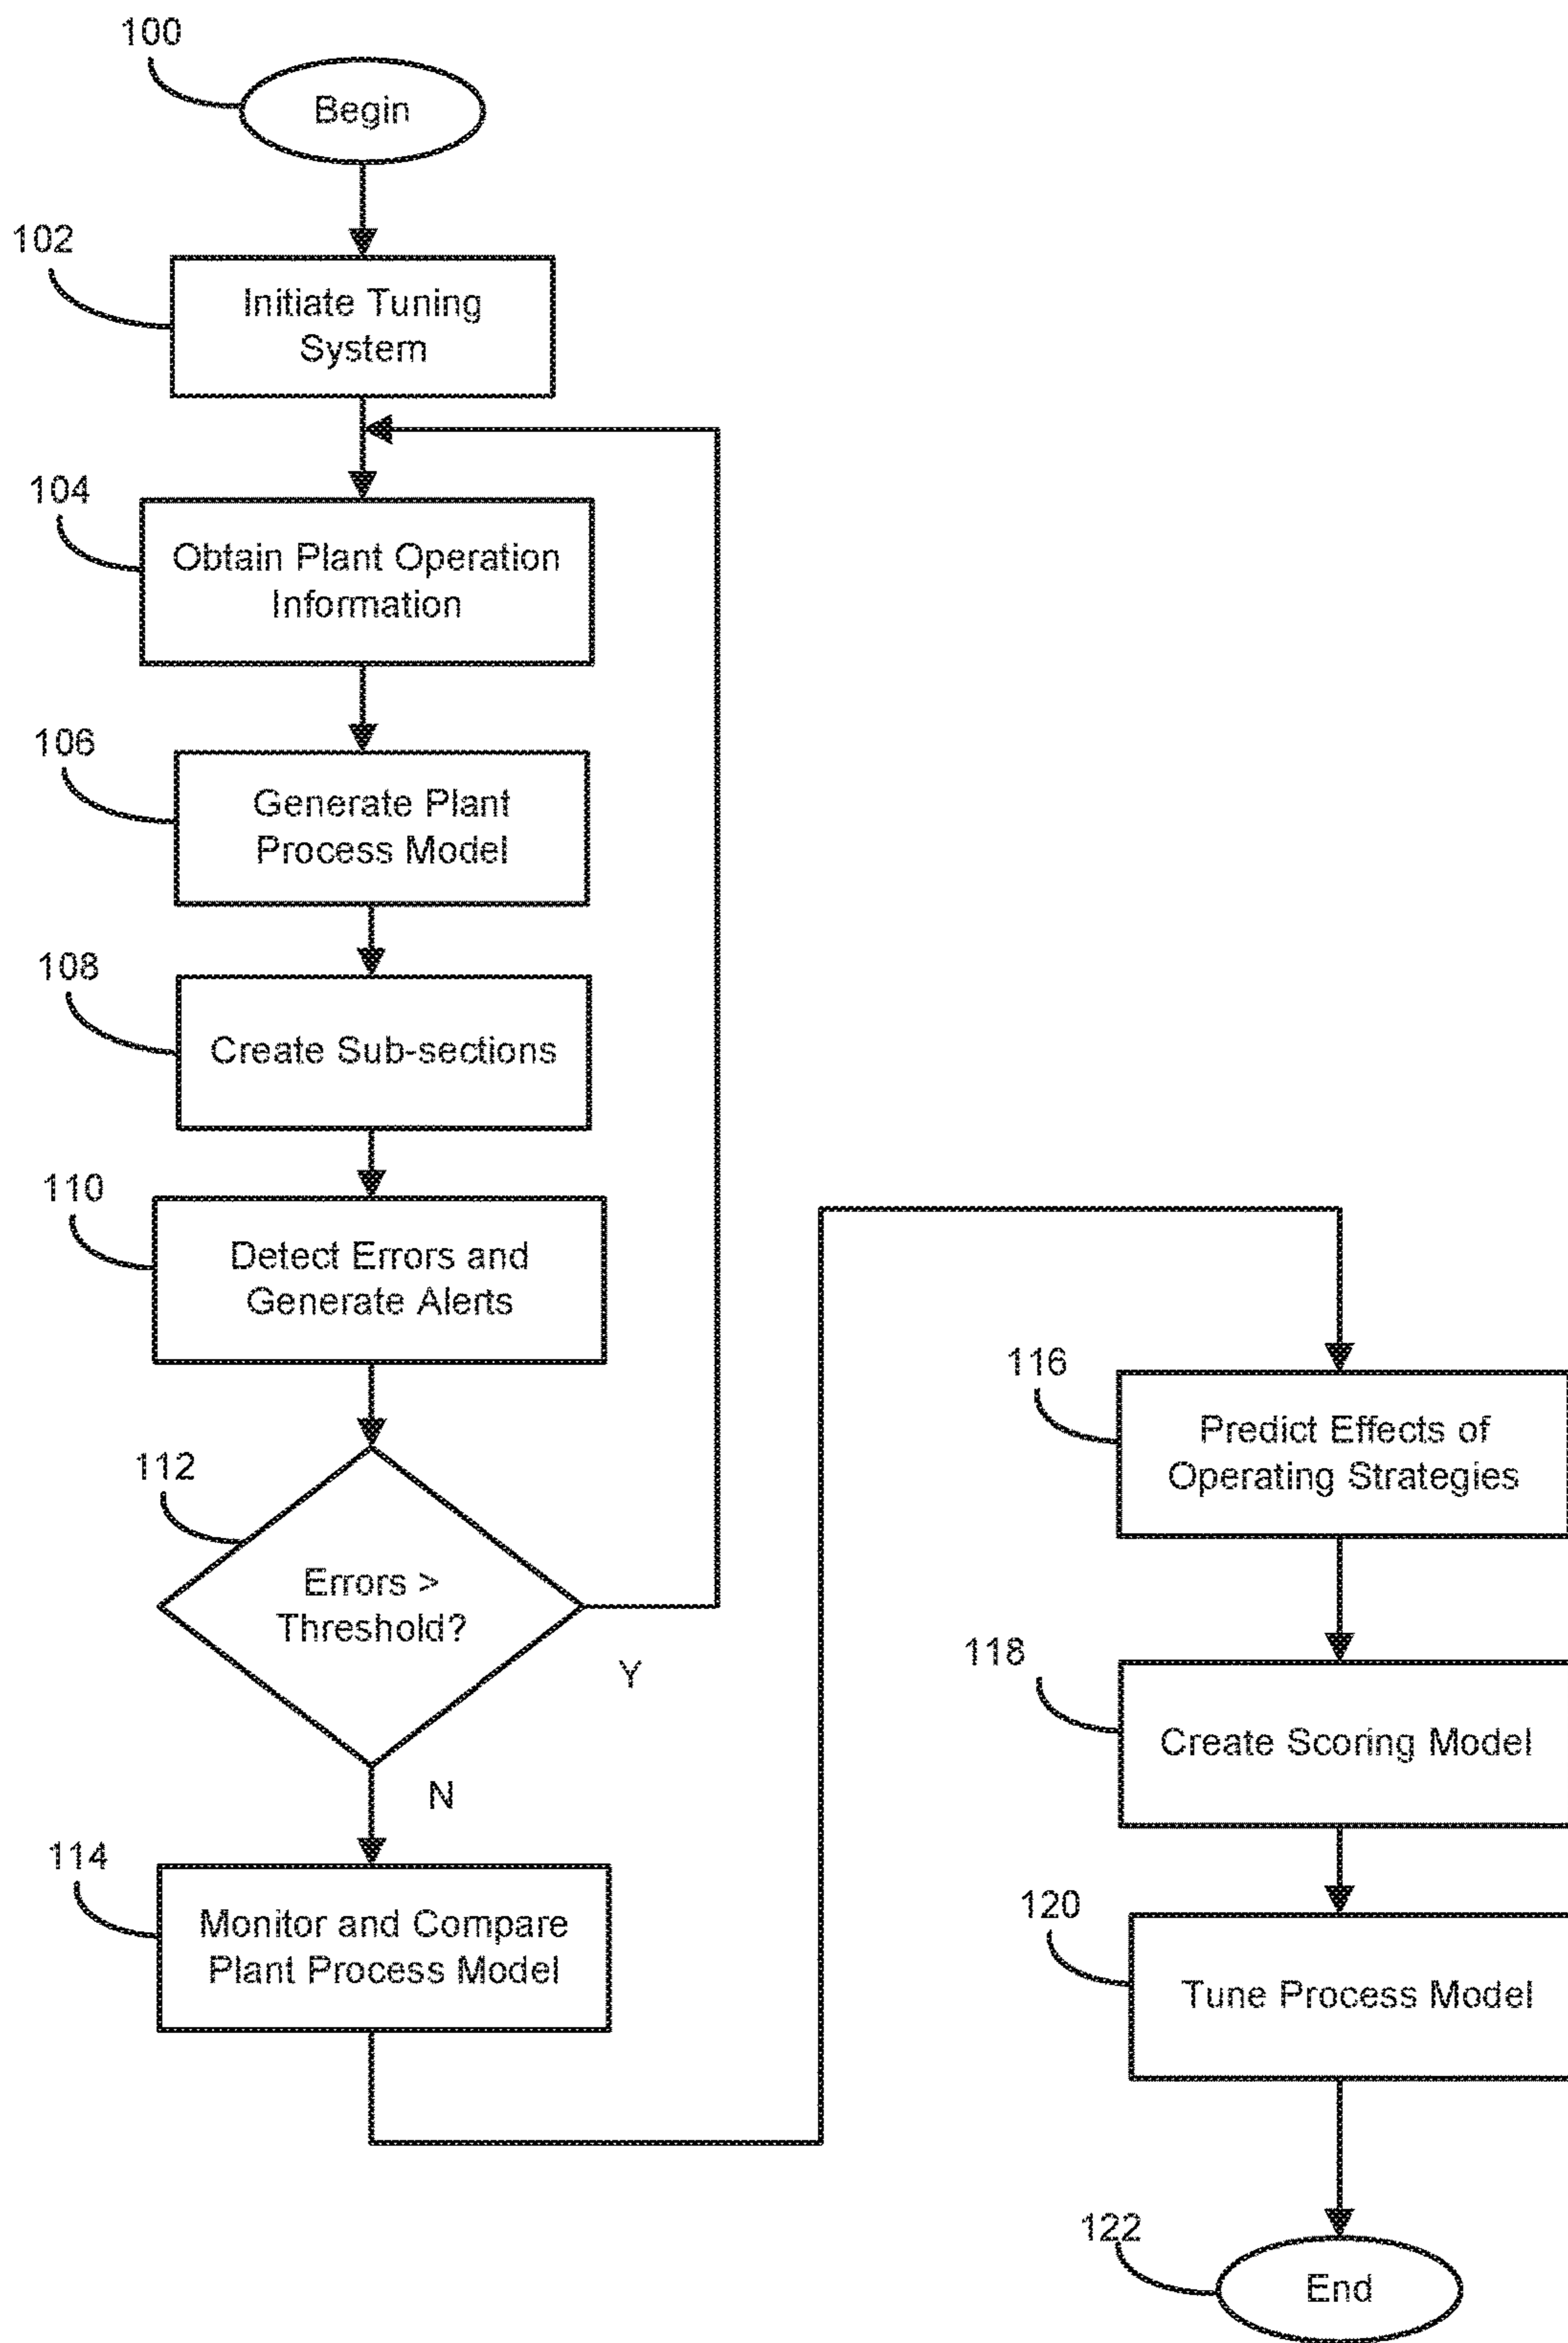 100
Begin
102
Initiate Tuning
System
104
Obtain Plant Operation
Information
106
Generate Plant
Process Model
108
Create Sub-sections
110
Detect Errors and
Generate Alerts
112
Errors >
Threshold?
Y
N
114
Monitor and Compare
Plant Process Model
116
Predict Effects of
Operating Strategies
118
Create Scoring Model
120
Tune Process Model
122
End